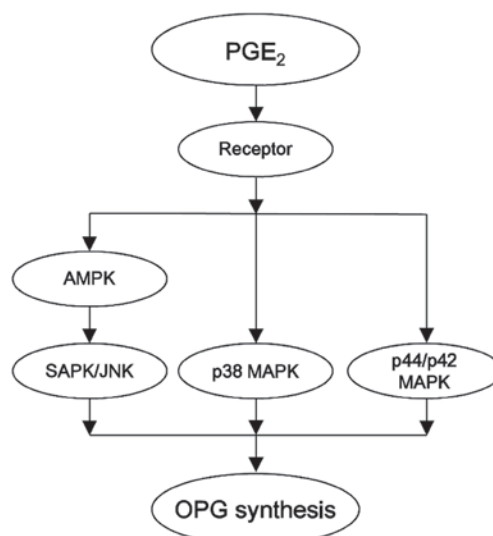 PGE₂
Receptor
AMPK
SAPK/JNK
p38 MAPK
p44/p42
MAPK
OPG synthesis